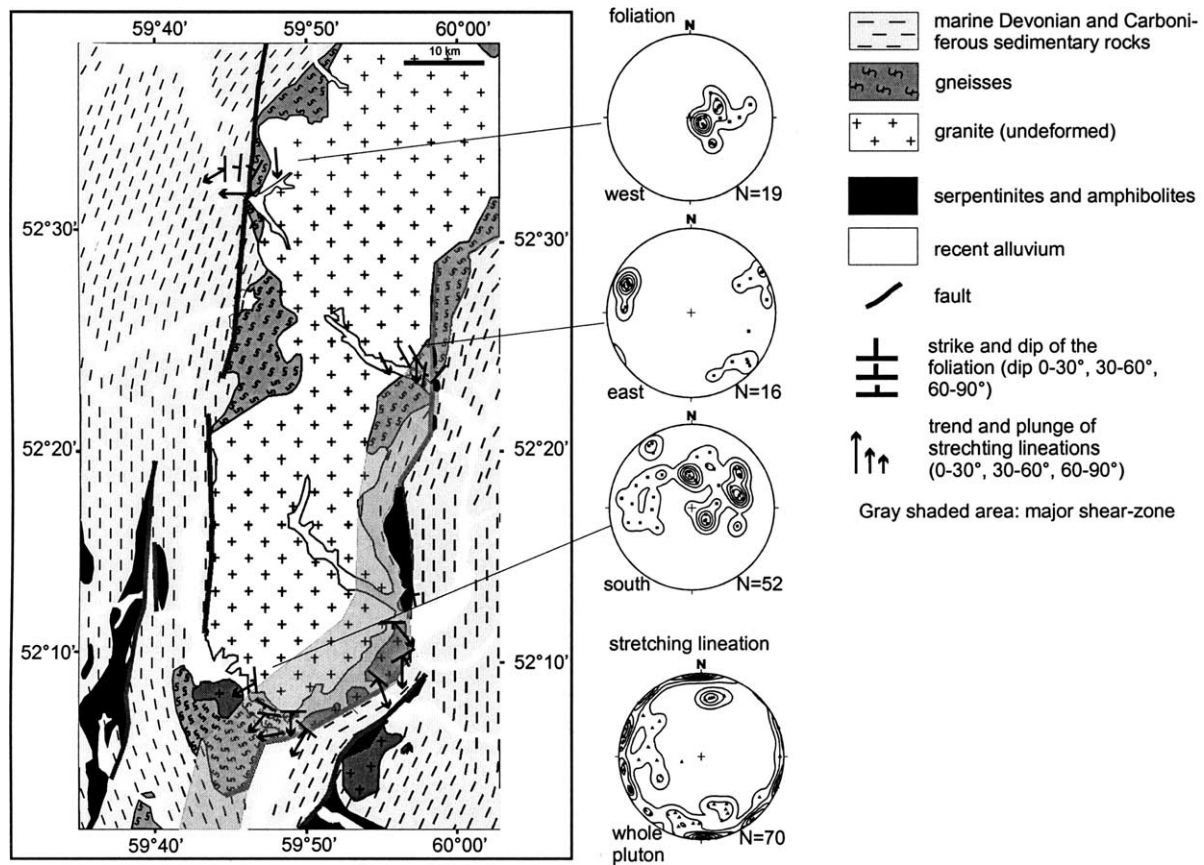 59°40'
59°50'
60°00'
10 km
52°30'
52°30'
52°20'
52°20'
52°10'
52°10'
59°40'
59°50'
60°00'
foliation
N
west
N=19
N
east
N=16
N
south
N=52
stretching lineation
N
whole
pluton
N=70
marine Devonian and Carboni-
ferous sedimentary rocks
gneisses
granite (undeformed)
serpentinites and amphibolites
recent alluvium
fault
strike and dip of the
foliation (dip 0-30°, 30-60°,
60-90°)
trend and plunge of
strechting lineations
(0-30°, 30-60°, 60-90°)
Gray shaded area: major shear-zone